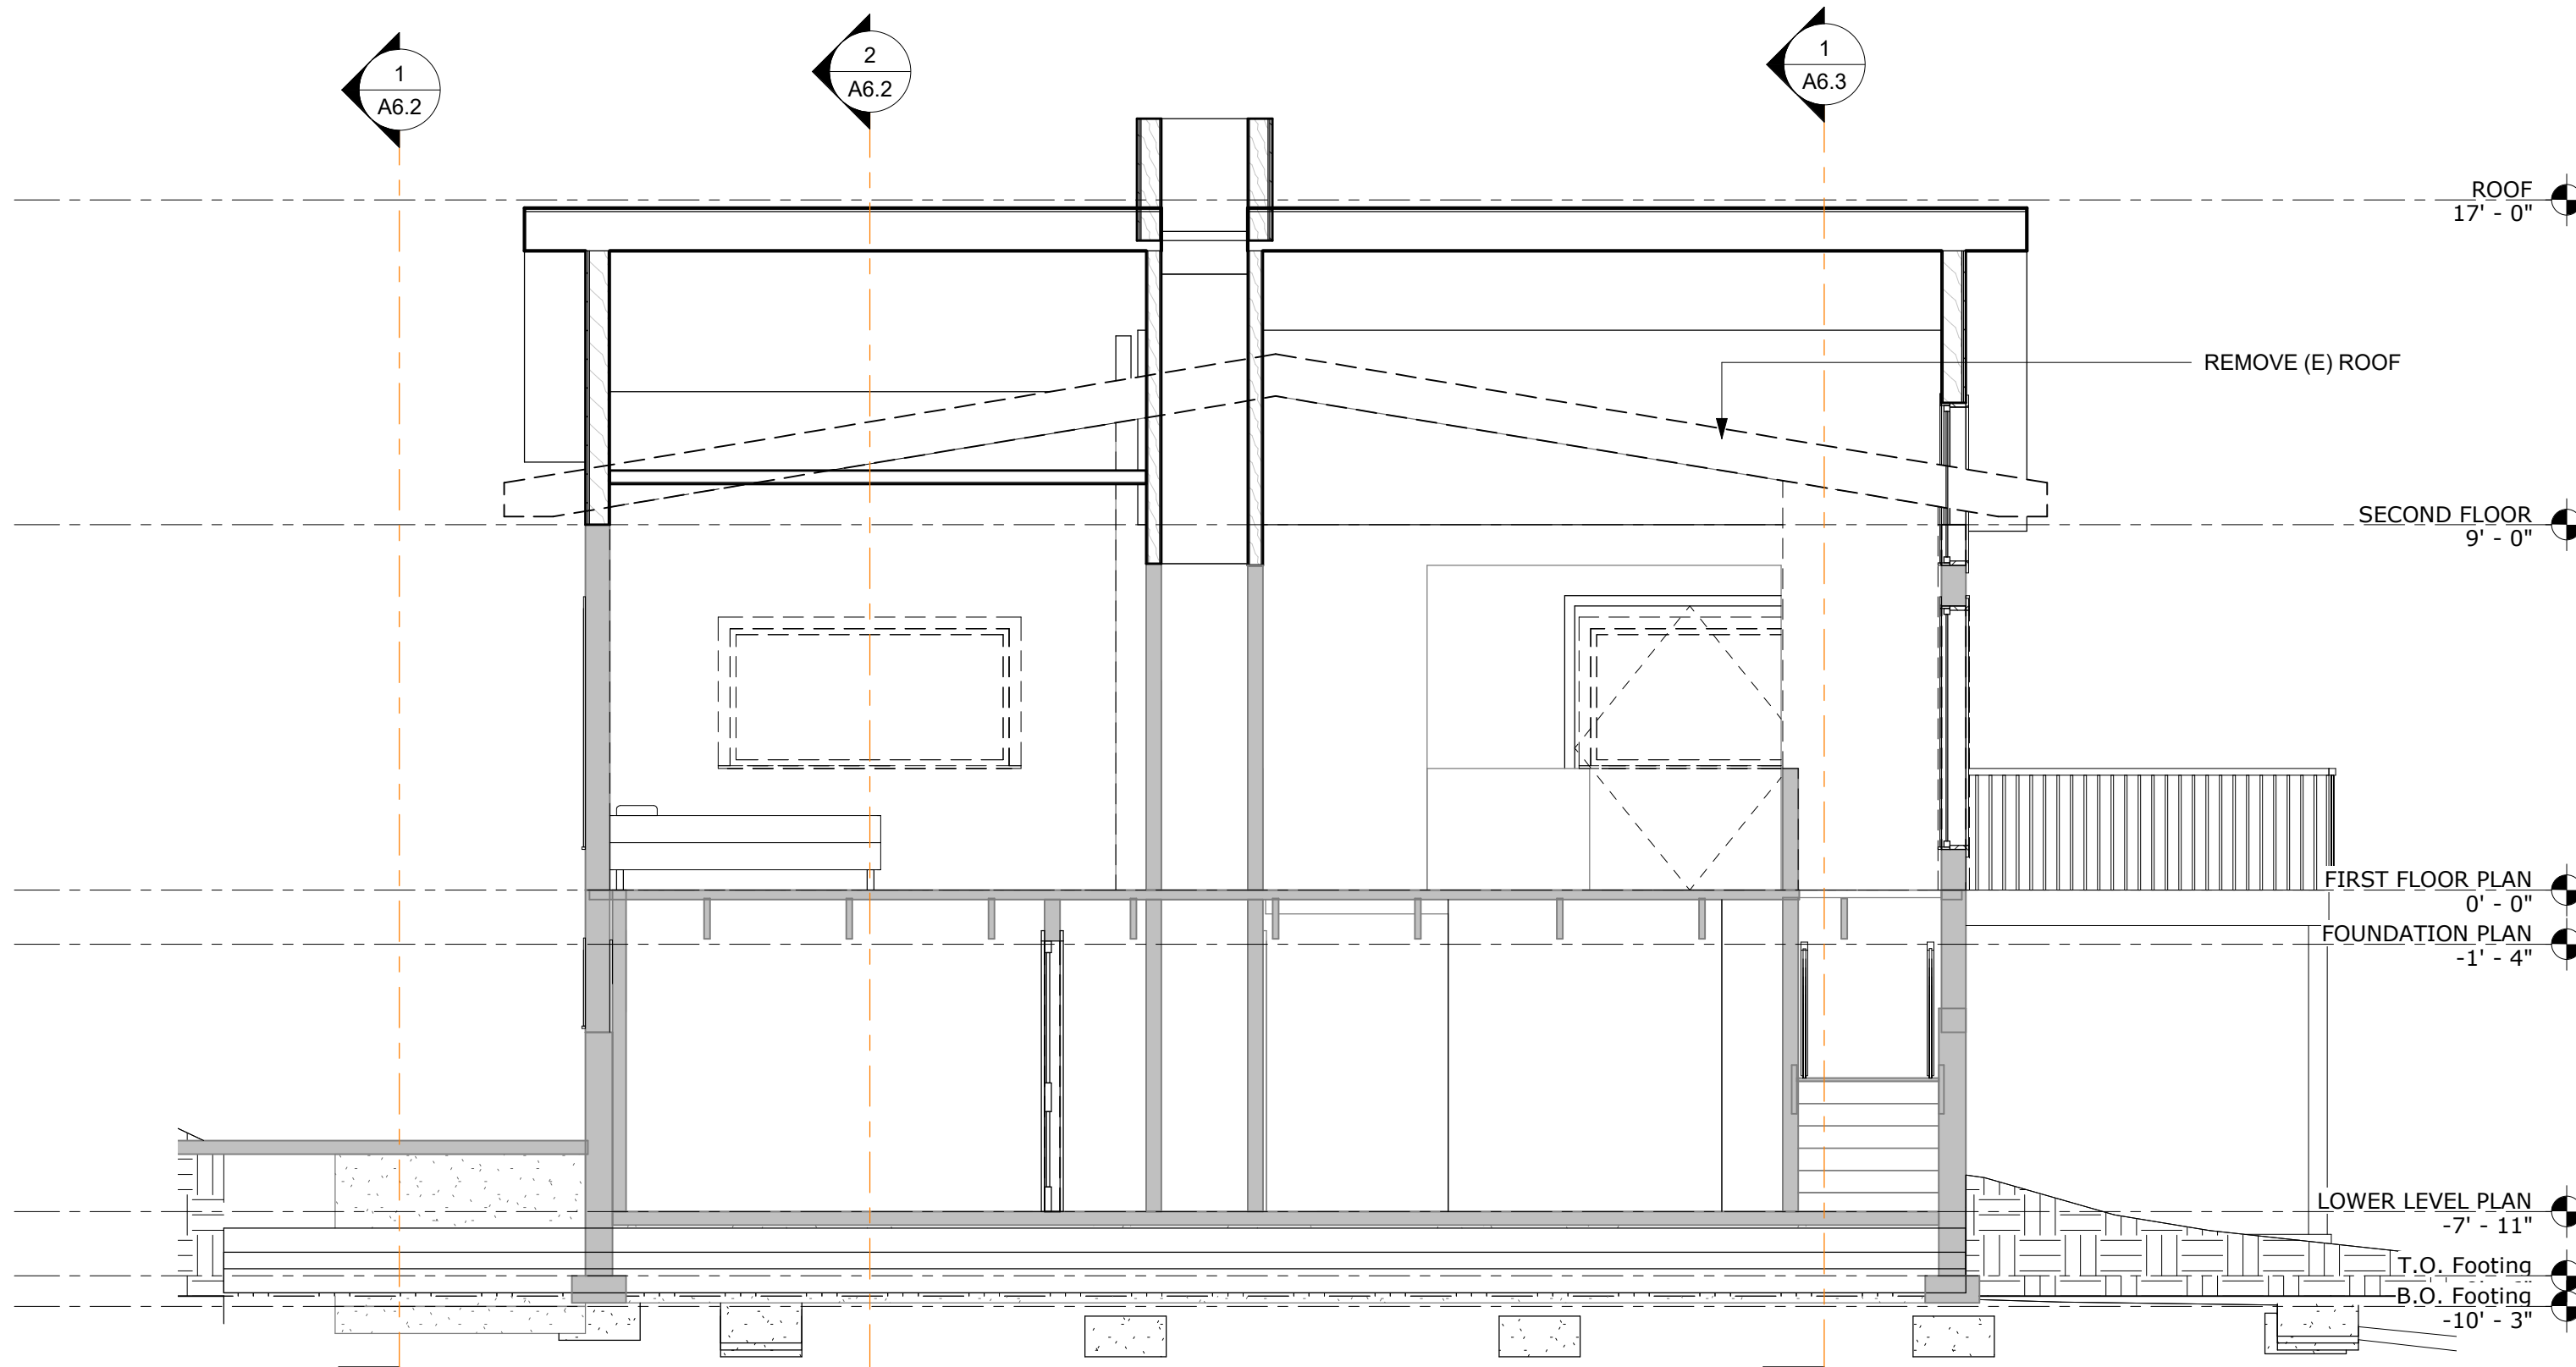 1
A6.2
2
A6.2
1
A6.3
ROOF
17' - 0"
REMOVE (E) ROOF
SECOND FLOOR
9' - 0"
FIRST FLOOR PLAN
0' - 0"
FOUNDATION PLAN
-1' - 4"
LOWER LEVEL PLAN
-7' - 11"
T.O. Footing
B.O. Footing
-10' - 3"